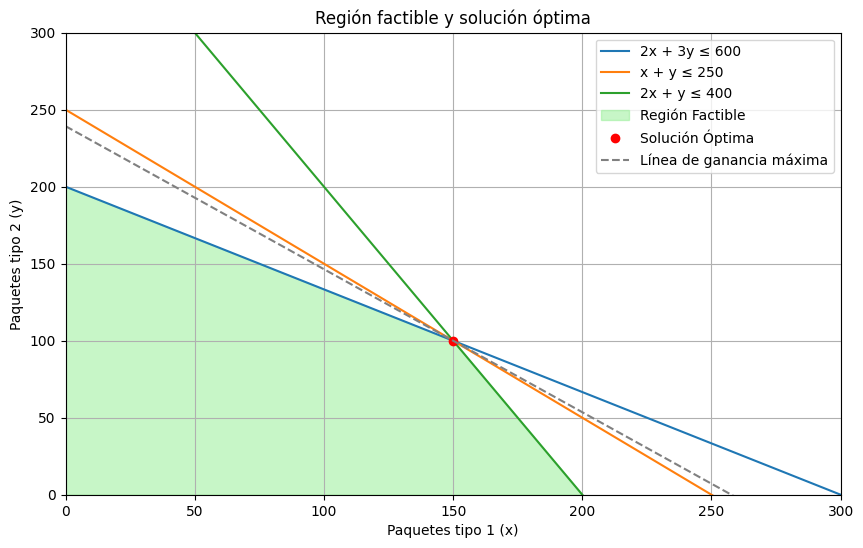 Región factible y solución óptima
2x + 3y ≤ 600
x + y ≤ 250
2x + y ≤ 400
Región Factible
Solución Óptima
Línea de ganancia máxima
Paquetes tipo 2 (y)
300
250
200
150
100
50
0
0 50 100 150 200 250 300
Paquetes tipo 1 (x)